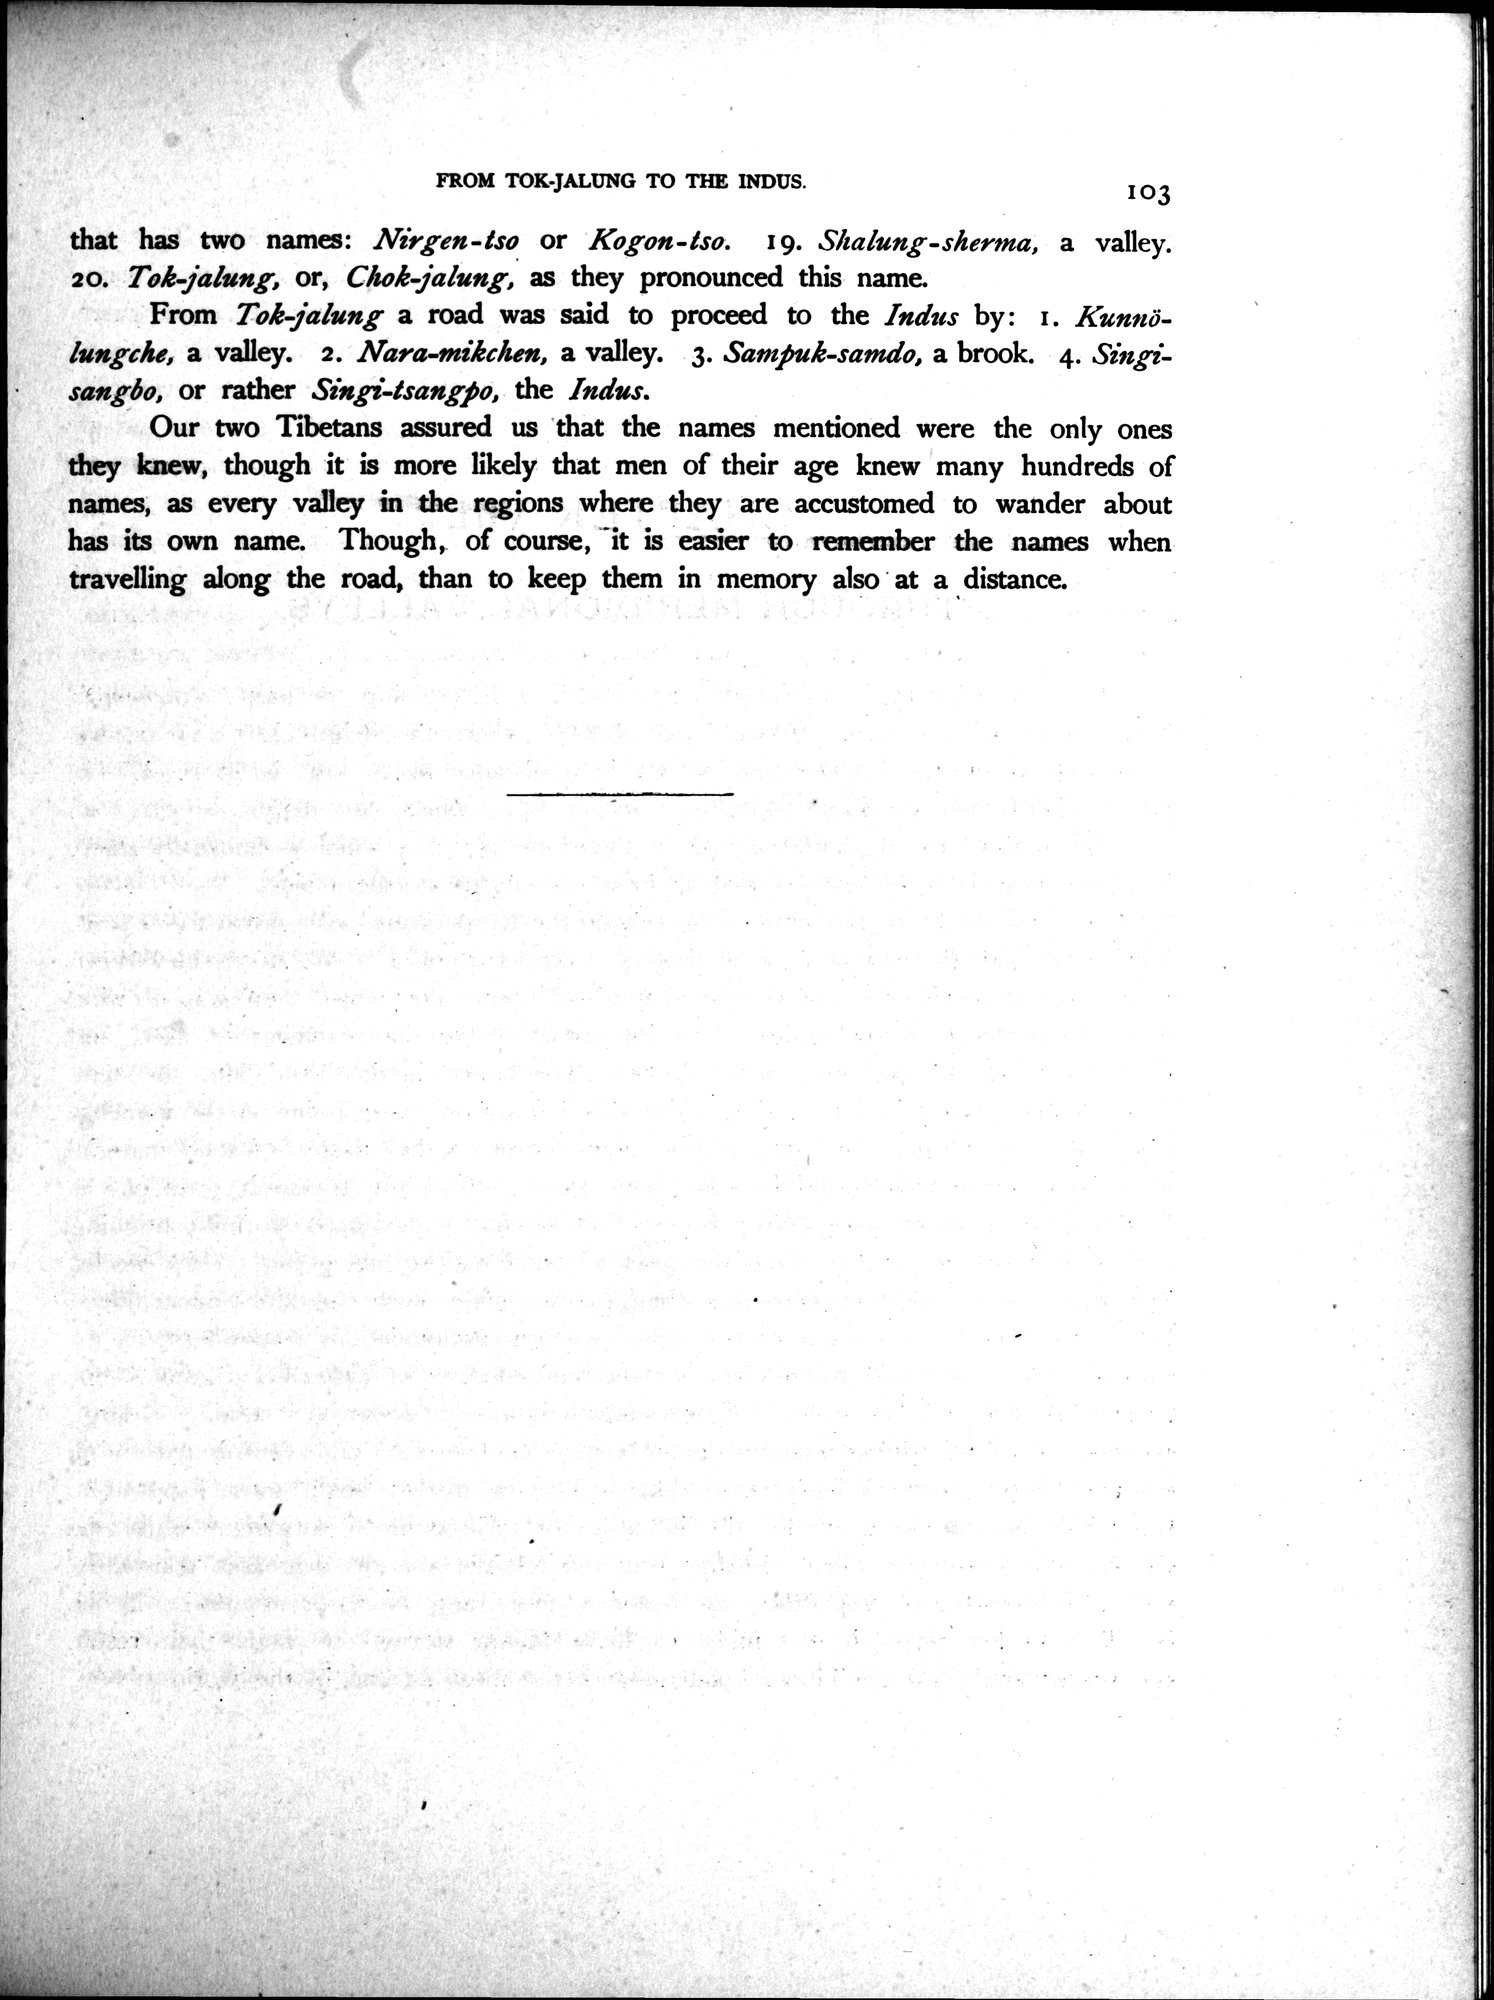 FROM TOK-JALUNG TO THE INDUS.
103
that has two names: Nirgen-tso or Kogon-tso. 19. Shalung-sherma, a valley.
20. Tok-jalung, or, Chok-jalung, as they pronounced this name.
From Tok-jalung a road was said to proceed to the Indus by: 1. Kunnö-
lungche, a valley. 2. Nara-mikchen, a valley. 3. Sampuk-samdo, a brook. 4. Singi-
sangbo, or rather Singi-tsangpo, the Indus.
Our two Tibetans assured us that the names mentioned were the only ones
they knew, though it is more likely that men of their age knew many hundreds of
names, as every valley in the regions where they are accustomed to wander about
has its own name. Though, of course, it is easier to remember the names when
travelling along the road, than to keep them in memory also at a distance.